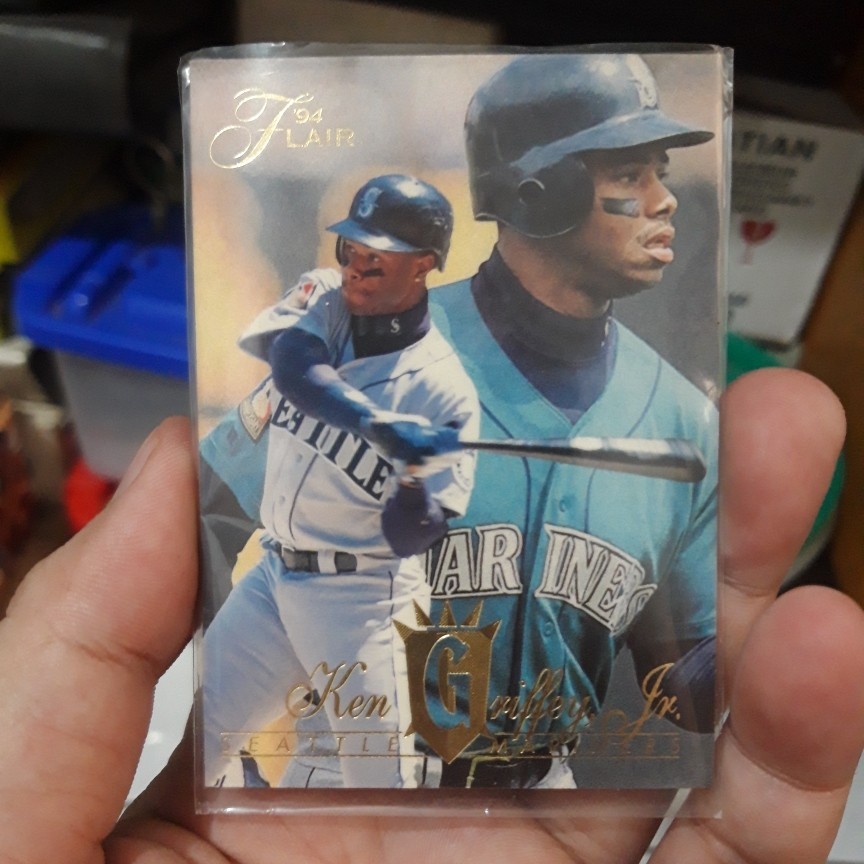 '94
FLAIR
TIAN
S
SEATTLE
MARINERS
Ken Griffey, Jr.
SEATTLE MARINERS